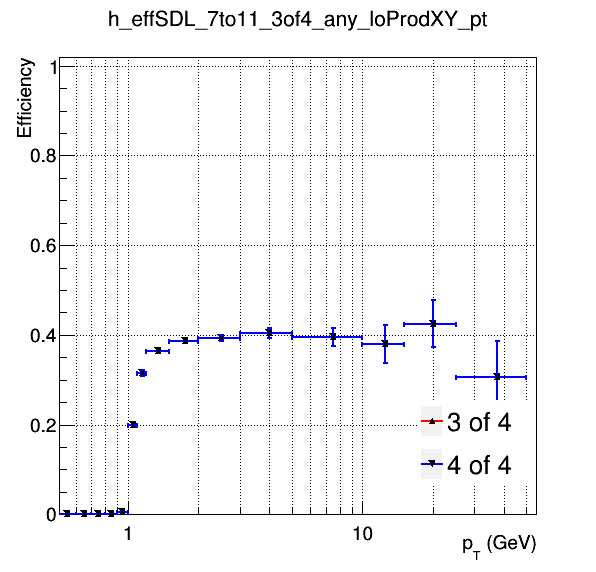 h_effSDL_7to11_3of4_any_loProdXY_pt
Efficiency
1
0.8
0.6
0.4
0.2
0
3 of 4
4 of 4
1
10
p_T (GeV)